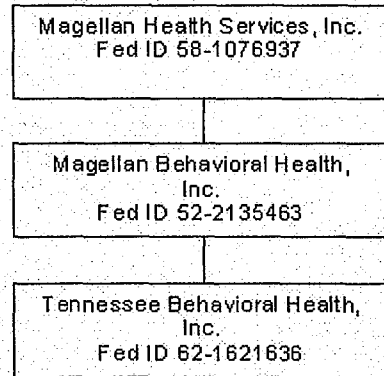 Magellan Health Services, Inc.
Fed ID 58-1076937
Magellan Behavioral Health,
Inc.
Fed ID 52-2135463
Tennessee Behavioral Health,
Inc.
Fed ID 62-1621636